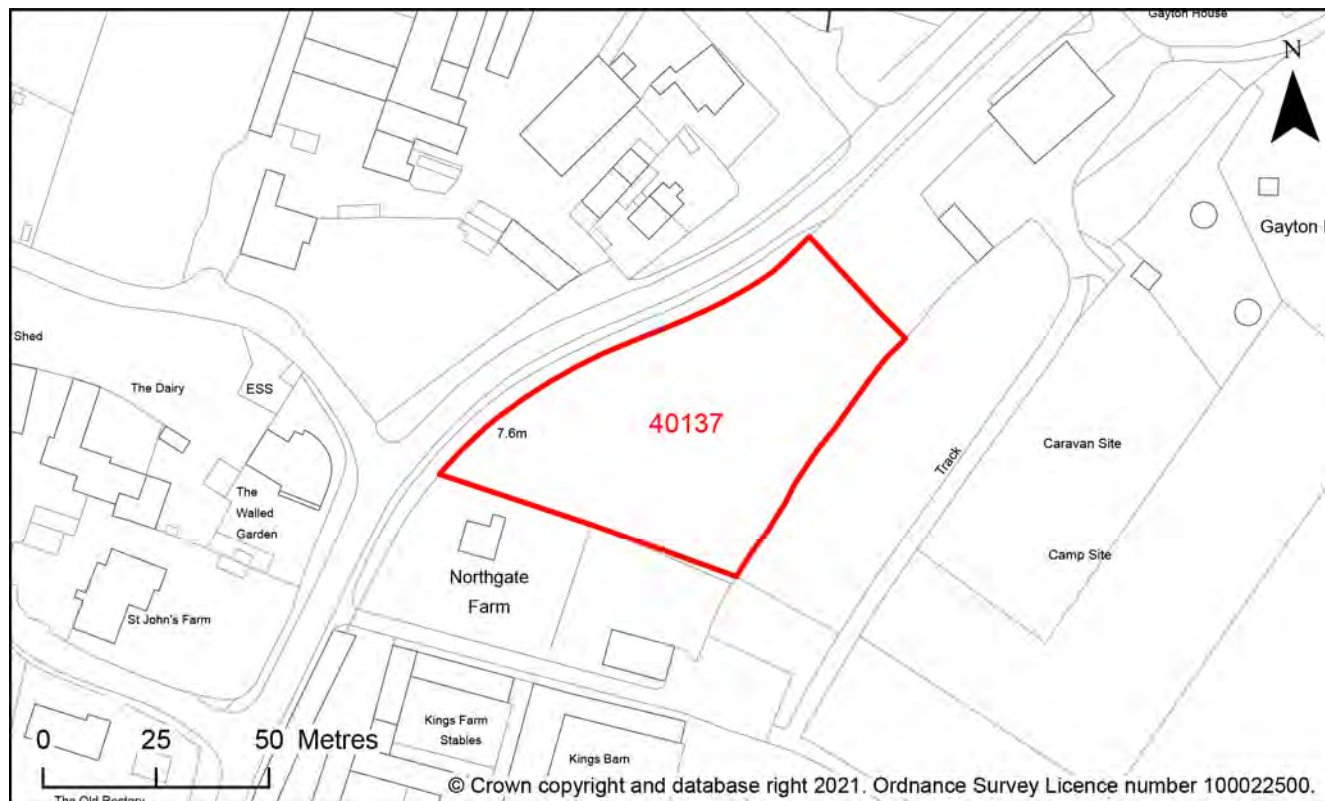 Gayton House
N
Gayton
Shed
The Dairy
ESS
40137
7.6m
Caravan Site
Track
The
Walled
Garden
Camp Site
Northgate
Farm
St John's Farm
Kings Farm
Stables
Kings Barn
0 25 50 Metres
The Old
© Crown copyright and database right 2021. Ordnance Survey Licence number 100022500.